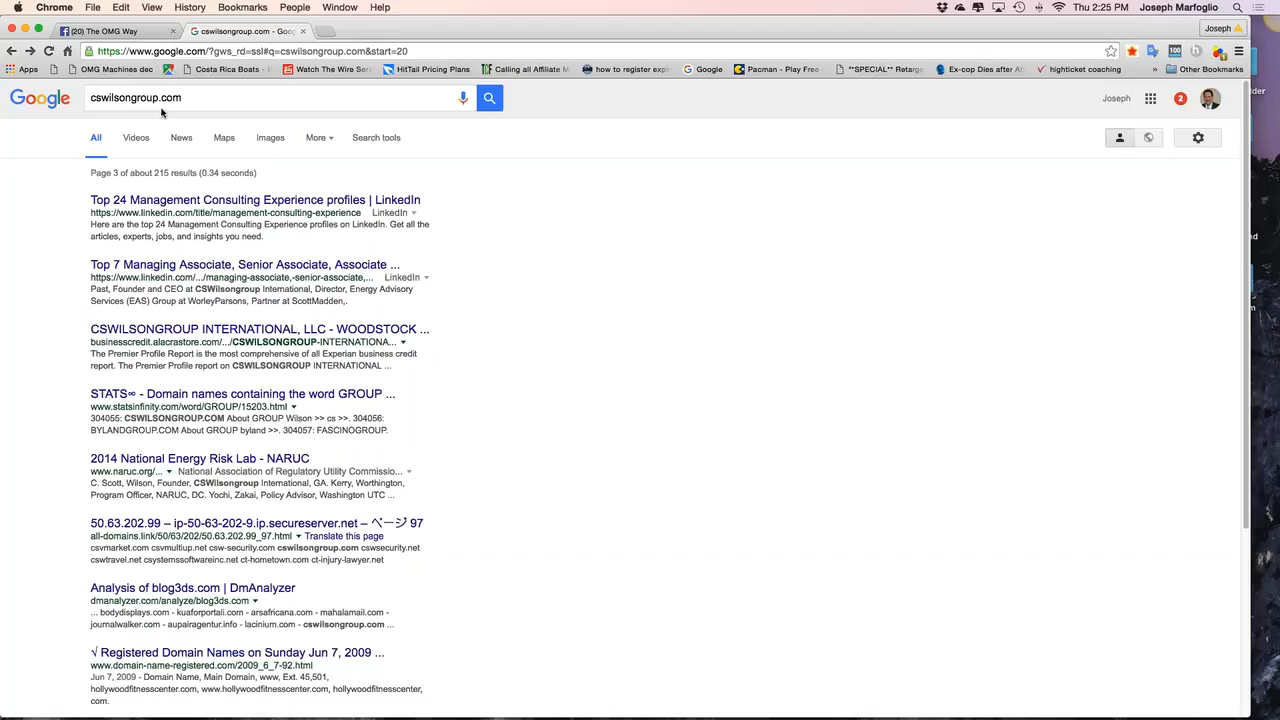 Chrome File Edit View History Bookmarks People Window Help Thu 2:25 PM Joseph Marfoglio
(20) The OMG Way cswilsongroup.com - Goo Joseph
https://www.google.com/?gws_rd=ssl#q=cswilsongroup.com&start=20
Apps OMG Machines dec Costa Rica Boats - Watch The Wire HitTail Pricing Plans Calling all Affiliate M how to register expi Google Pacman - Play Free **SPECIAL** Retarg Ex-cop Dies after A highticket coaching » Other Bookmarks
Google cswilsongroup.com Joseph 2
All Videos News Maps Images More Search tools
Page 3 of about 215 results (0.34 seconds)
Top 24 Management Consulting Experience profiles | LinkedIn
https://www.linkedin.com/title/management-consulting-experience LinkedIn
Here are the top 24 Management Consulting Experience profiles on LinkedIn. Get all the
articles, experts, jobs, and insights you need.
Top 7 Managing Associate, Senior Associate, Associate ...
https://www.linkedin.com/.../managing-associate,-senior-associate,... LinkedIn
Past, Founder and CEO at CSWilsongroup International, Director, Energy Advisory
Services (EAS) Group at WorleyParsons, Partner at ScottMadden,.
CSWILSONGROUP INTERNATIONAL, LLC - WOODSTOCK ...
businesscredit.alacrastore.com/.../CSWILSONGROUP-INTERNATIONA...
The Premier Profile Report is the most comprehensive of all Experian business credit
report. The Premier Profile report on CSWILSONGROUP INTERNATIONAL ...
STATS∞ - Domain names containing the word GROUP ...
www.statsinfinity.com/word/GROUP/15203.html
304055: CSWILSONGROUP.COM About GROUP Wilson >> cs >>. 304056:
BYLANDGROUP.COM About GROUP byland >>. 304057: FASCINOGROUP.
2014 National Energy Risk Lab - NARUC
www.naruc.org/... National Association of Regulatory Utility Commissio...
C. Scott, Wilson, Founder, CSWilsongroup International, GA. Kerry, Worthington,
Program Officer, NARUC, DC. Yochi, Zakai, Policy Advisor, Washington UTC ...
50.63.202.99 – ip-50-63-202-9.ip.secureserver.net – ページ 97
all-domains.link/50/63/202/50.63.202.99_97.html Translate this page
csvmarket.com csvmultiup.net csw-security.com cswilsongroup.com cswsecurity.net
cswtravel.net csystemssoftwareinc.net ct-hometown.com ct-injury-lawyer.net
Analysis of blog3ds.com | DmAnalyzer
dmanalyzer.com/analyze/blog3ds.com
... bodydisplays.com - kuaforportali.com - arsafricana.com - mahalamail.com -
journalwalker.com - aupairagentur.info - lacinium.com - cswilsongroup.com ...
√ Registered Domain Names on Sunday Jun 7, 2009 ...
www.domain-name-registered.com/2009_6_7-92.html
Jun 7, 2009 - Domain Name, Main Domain, www, Ext. 45,501,
hollywoodfitnesscenter.com, www.hollywoodfitnesscenter.com, hollywoodfitnesscenter,
com.